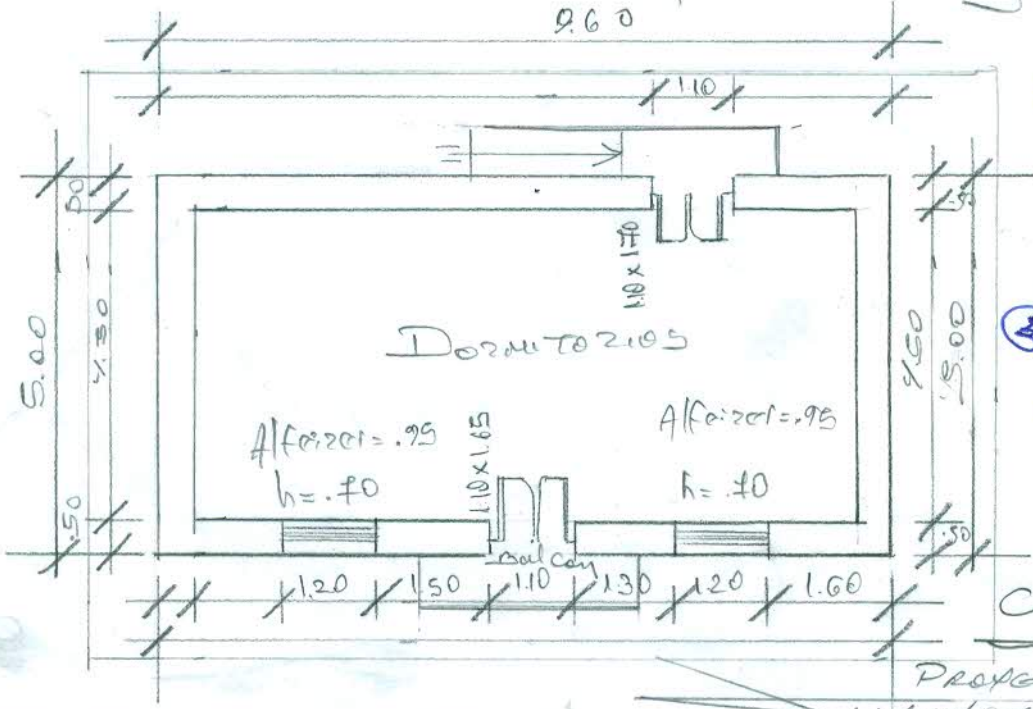 9.60
1.10
.50
.50
5.00
4.30
5.00
1.10 x 1.70
Dormitorios
Alfeizer = .95
h = .70
1.10 x 1.65
Alfeizer = .95
h = .70
.50
.50
Balcon
1.20
1.50
1.10
1.30
1.20
1.60